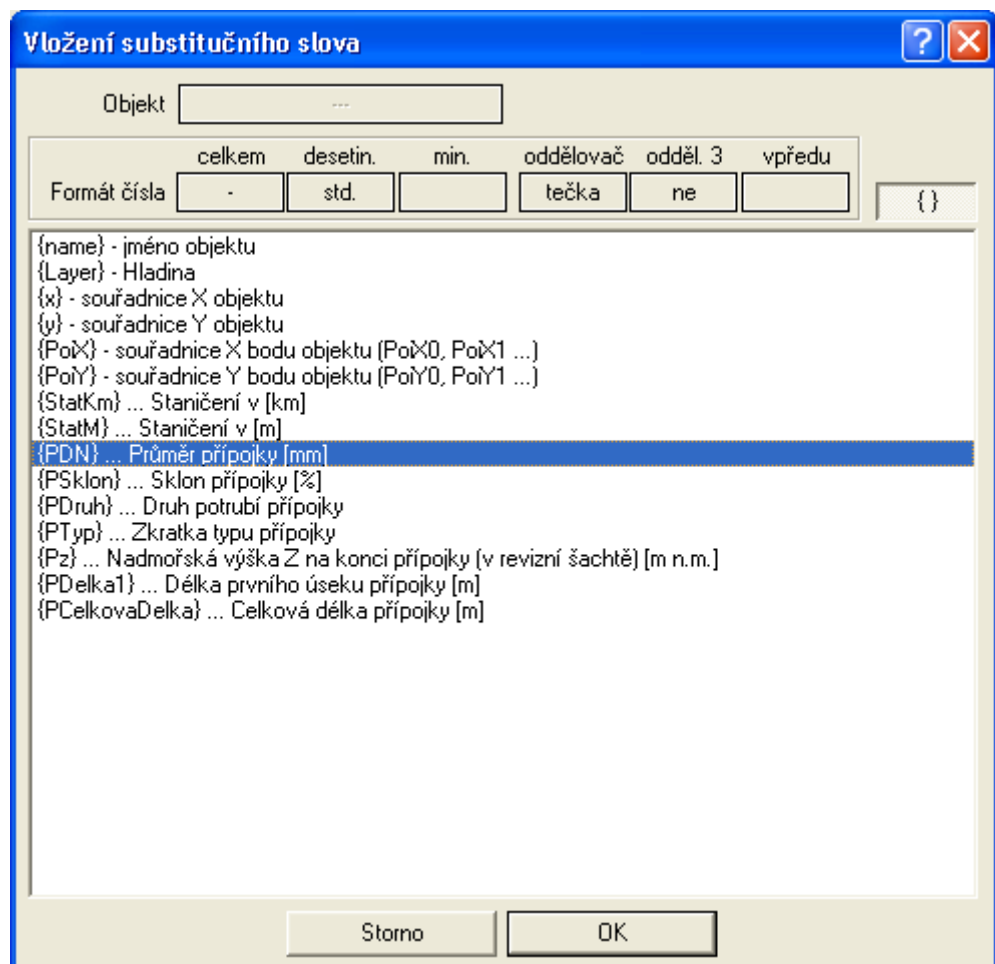 Vložení substitučního slova
Objekt ---
celkem desetin. min. oddělovač odděl. 3 vpředu
Formát čísla - std. tečka ne { }
{name} - jméno objektu
{Layer} - Hladina
{x} - souřadnice X objektu
{y} - souřadnice Y objektu
{PoiX} - souřadnice X bodu objektu (PoiX0, PoiX1 ...)
{PoiY} - souřadnice Y bodu objektu (PoiY0, PoiY1 ...)
{StatKm} ... Staničení v [km]
{StatM} ... Staničení v [m]
{PDN} ... Průměr přípojky [mm]
{PSklon} ... Sklon přípojky [%]
{PDruh} ... Druh potrubí přípojky
{PTyp} ... Zkratka typu přípojky
{Pz} ... Nadmořská výška Z na konci přípojky (v revizní šachtě) [m n.m.]
{PDelka1} ... Délka prvního úseku přípojky [m]
{PCelkovaDelka} ... Celková délka přípojky [m]
Storno OK